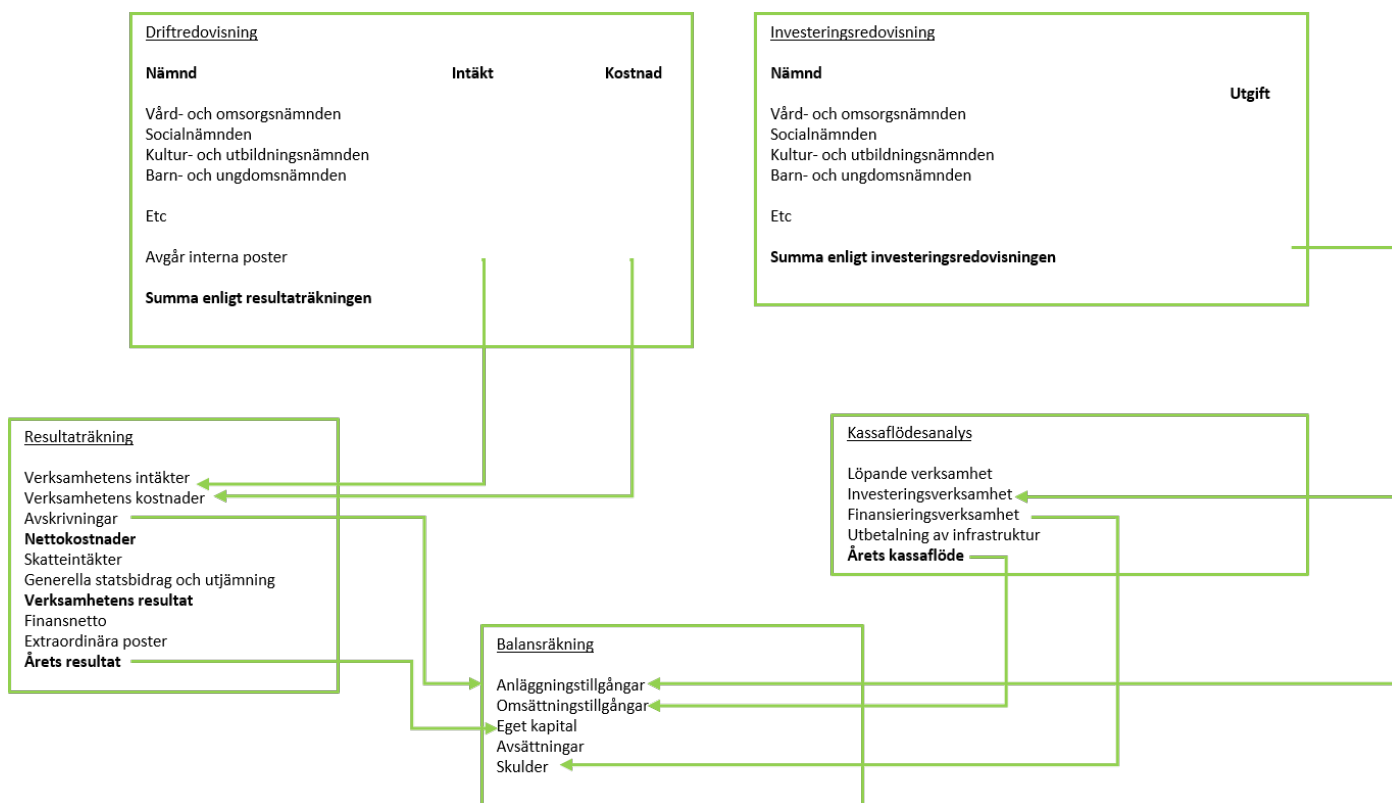 Driftredovisning
Nämnd Intäkt Kostnad
Vård- och omsorgsnämnden
Socialnämnden
Kultur- och utbildningsnämnden
Barn- och ungdomsnämnden
Etc
Avgår interna poster
Summa enligt resultaträkningen
Investeringsredovisning
Nämnd
Utgift
Vård- och omsorgsnämnden
Socialnämnden
Kultur- och utbildningsnämnden
Barn- och ungdomsnämnden
Etc
Summa enligt investeringsredovisningen
Resultaträkning
Verksamhetens intäkter
Verksamhetens kostnader
Avskrivningar
Nettokostnader
Skatteintäkter
Generella statsbidrag och utjämning
Verksamhetens resultat
Finansnetto
Extraordinära poster
Årets resultat
Kassaflödesanalys
Löpande verksamhet
Investeringsverksamhet
Finansieringsverksamhet
Utbetalning av infrastruktur
Årets kassaflöde
Balansräkning
Anläggningstillgångar
Omsättningstillgångar
Eget kapital
Avsättningar
Skulder